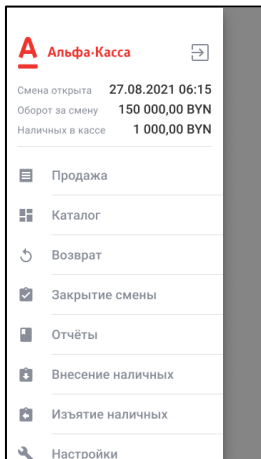 А Альфа·Касса
Смена открыта 27.08.2021 06:15
Оборот за смену 150 000,00 BYN
Наличных в кассе 1 000,00 BYN
Продажа
Каталог
Возврат
Закрытие смены
Отчёты
Внесение наличных
Изъятие наличных
Настройки